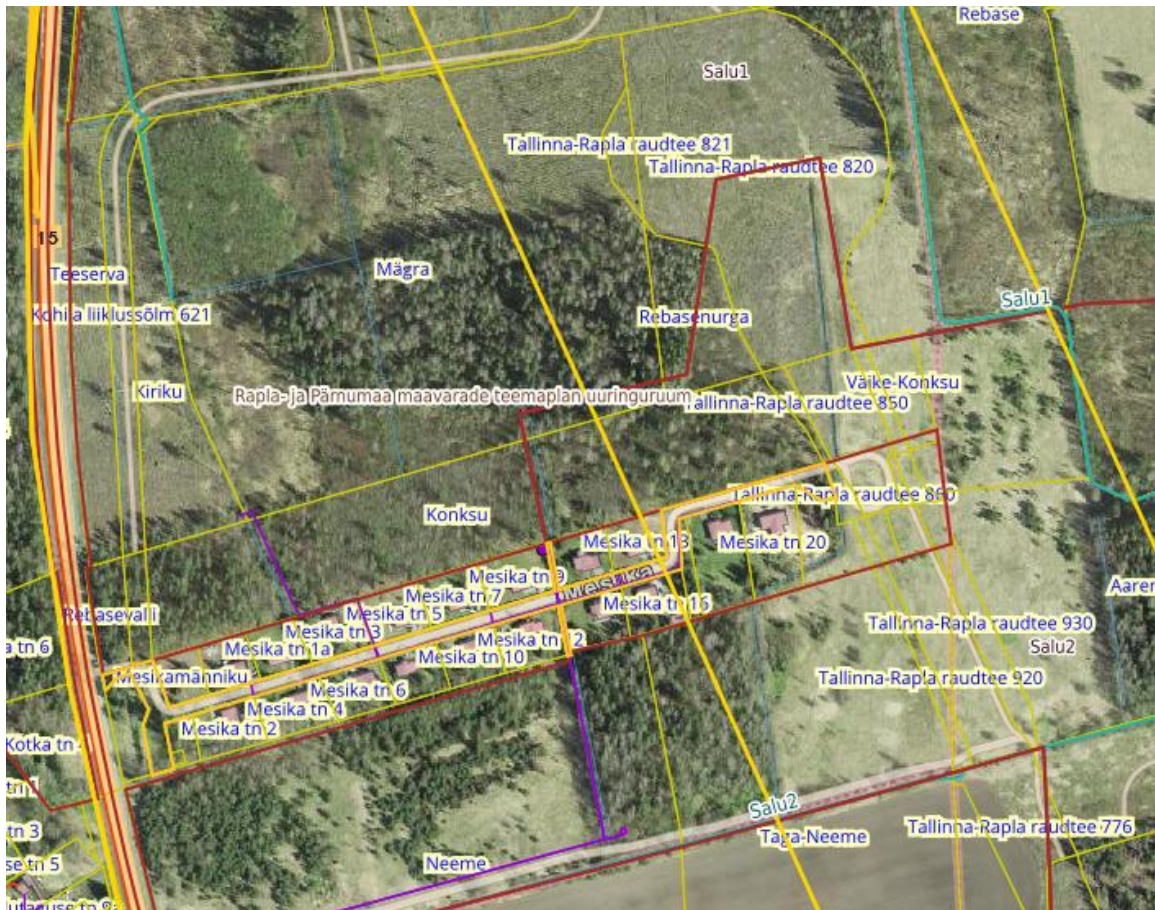 Rebase
Salu1
Tallinna-Rapla raudtee 821
Tallinna-Rapla raudtee 820
15
Teeserva
Mägra
Salu1
Kohila liiklussõlm 621
Rebasenurga
Kiriku
Väike-Konksu
Rapla- ja Pärnumaa maavarade teemaplan uuringuruum
Tallinna-Rapla raudtee 850
Konksu
Tallinna-Rapla raudtee 860
Mesika tn 13
Mesika tn 20
Mesika tn 9
Mesika
Mesika tn 7
Mesika tn 16
Mesika tn 5
Rebasevalli
Mesika tn 3
Mesika tn 12
Tallinna-Rapla raudtee 930
Mesika tn 1a
Mesika tn 10
Salu2
a tn 6
Mesikamänniku
Mesika tn 6
Tallinna-Rapla raudtee 920
Mesika tn 4
Mesika tn 2
Kotka tn
tn 1
Salu2
tn 3
Taga-Neeme
Tallinna-Rapla raudtee 776
se tn 5
Neeme